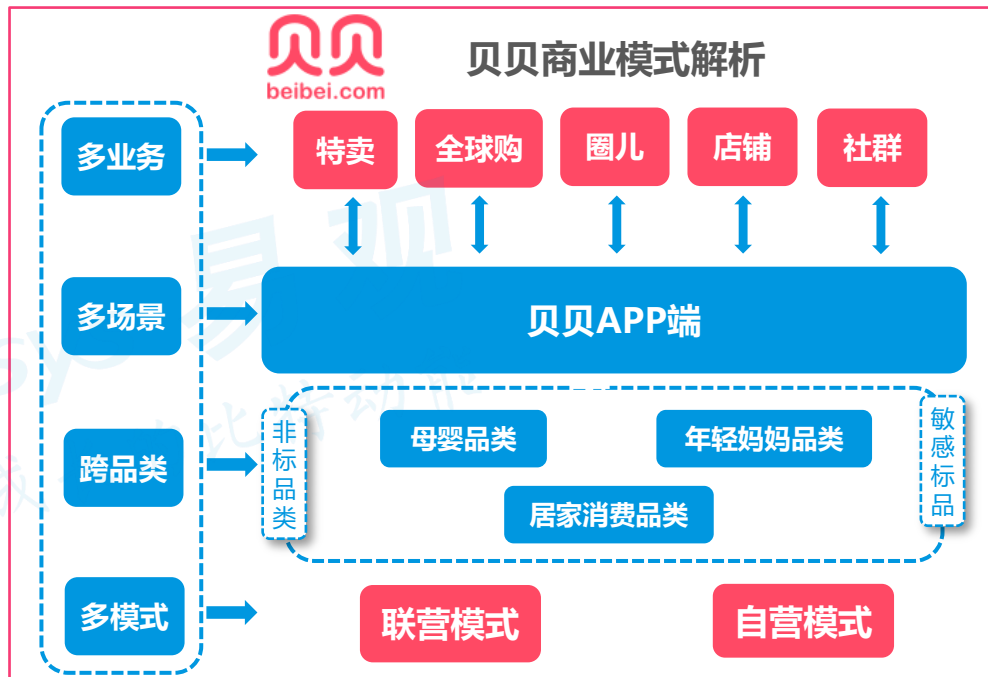 贝贝
beibei.com
贝贝商业模式解析
多业务
特卖
全球购
圈儿
店铺
社群
多场景
贝贝APP端
易观
跨品类
非标品类
母婴品类
年轻妈妈品类
居家消费品类
敏感标品
多模式
联营模式
自营模式